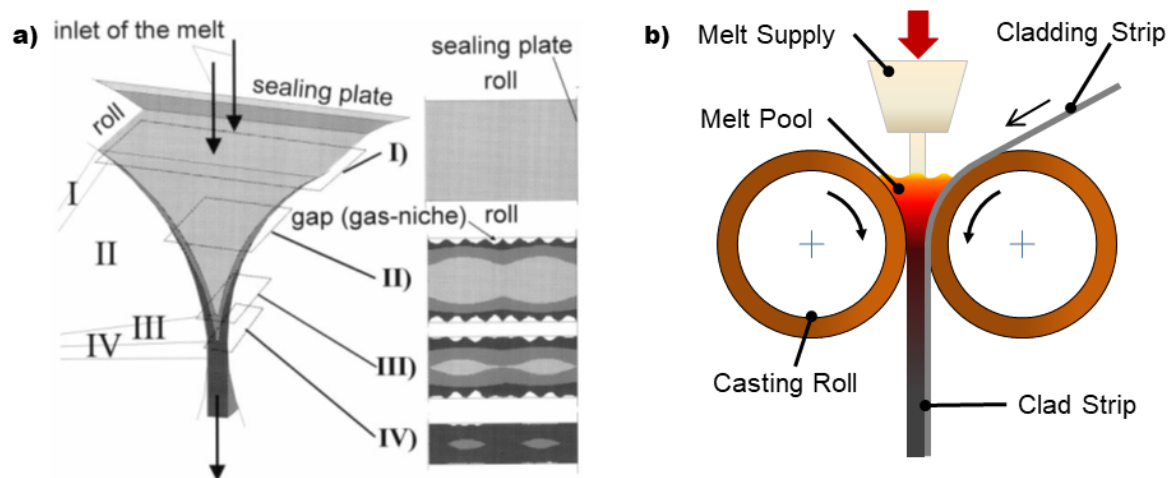 a)
inlet of the melt
sealing plate
roll
sealing plate
roll
I
I)
gap (gas-niche)
roll
II
II)
III
III)
IV
IV)
b)
Melt Supply
Cladding Strip
Melt Pool
Casting Roll
Clad Strip